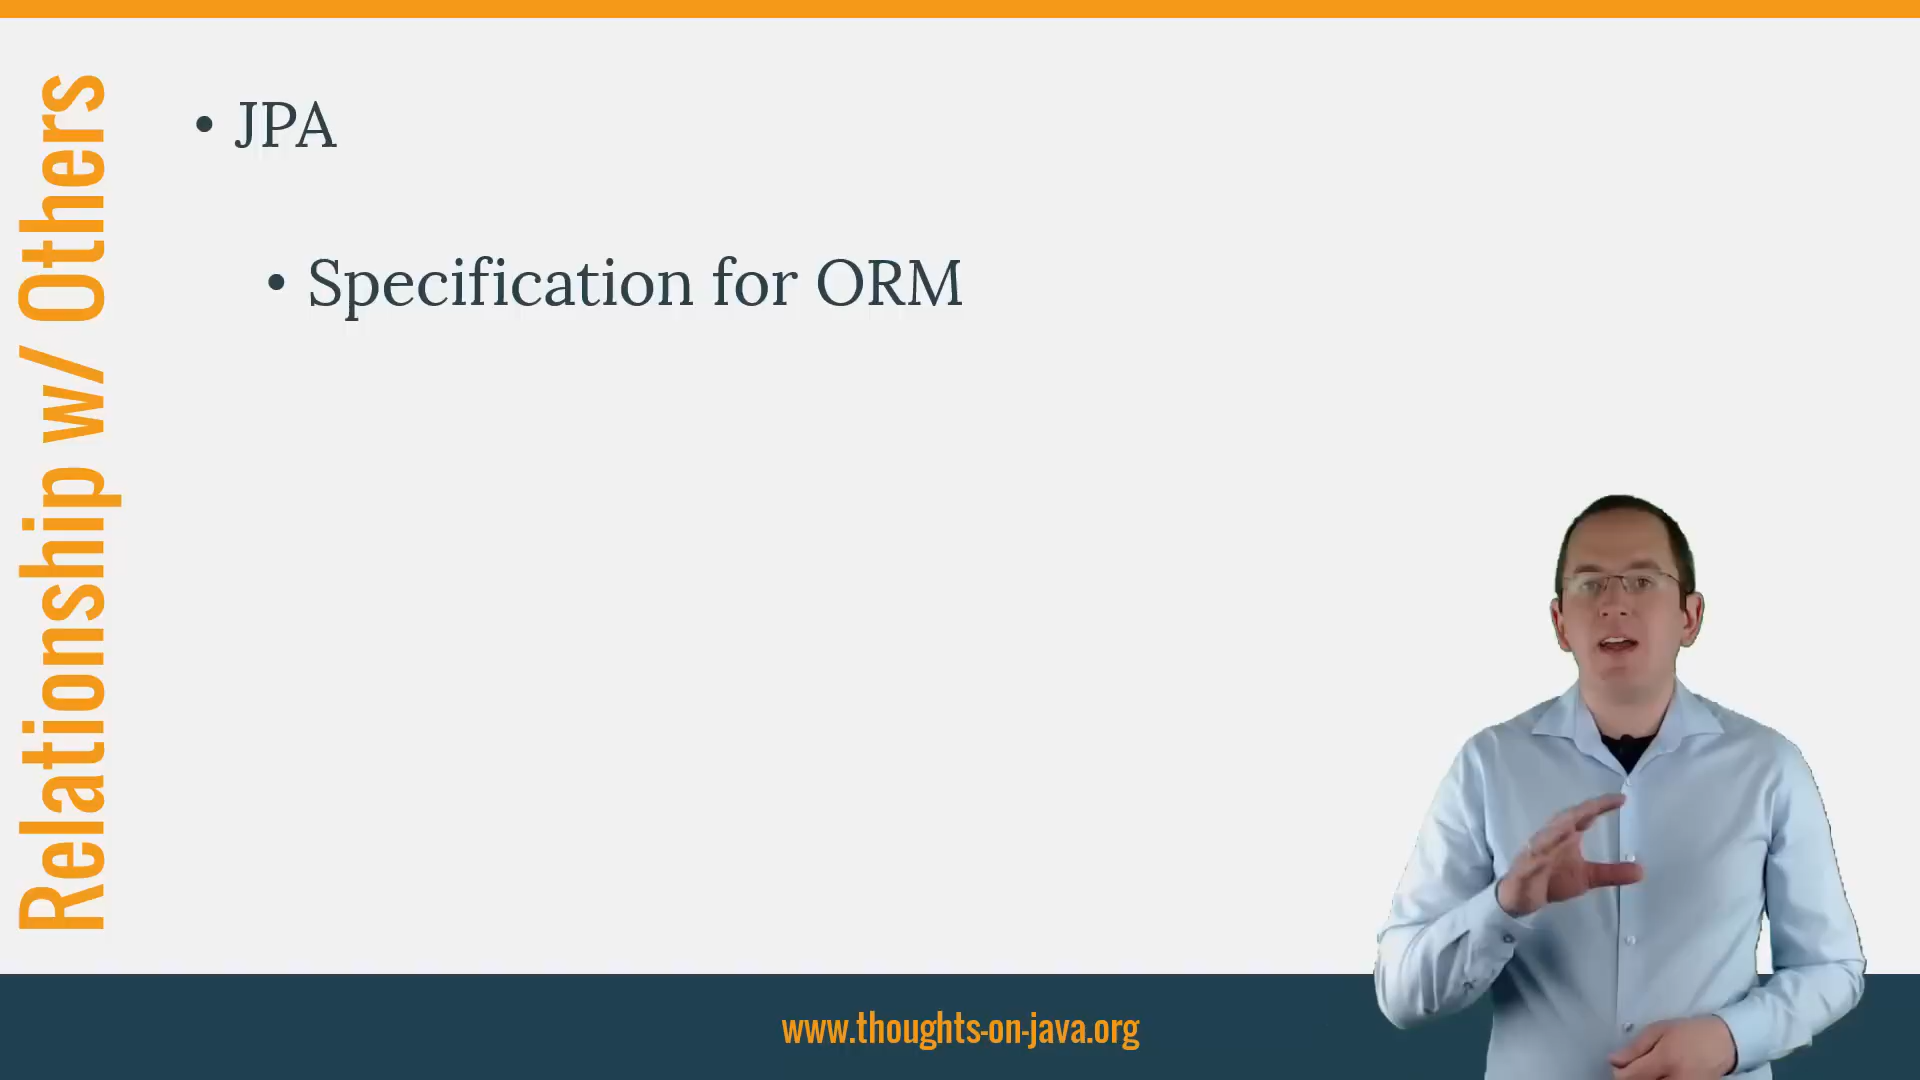 Relationship w/ Others
• JPA
• Specification for ORM
www.thoughts-on-java.org